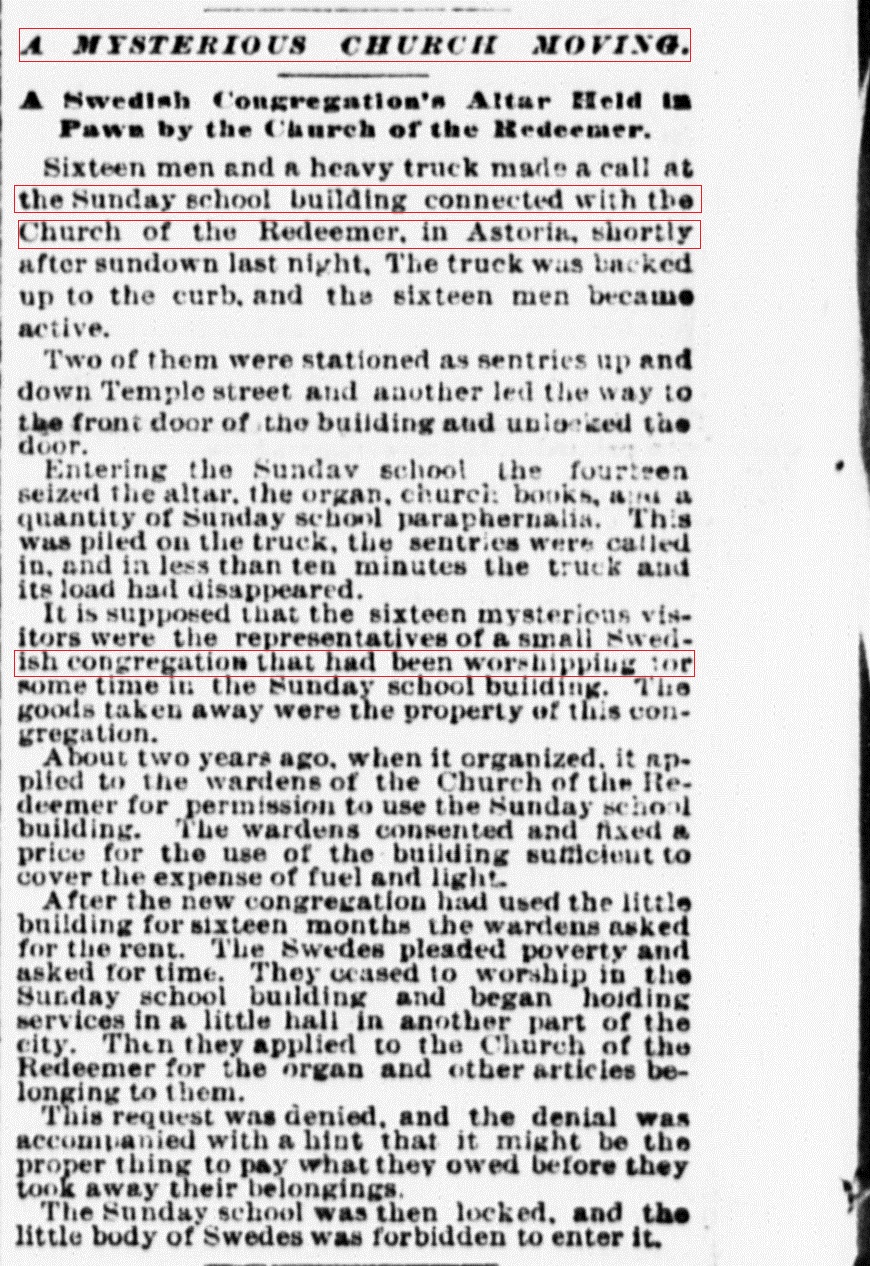 A MYSTERIOUS CHURCH MOVING.
A Swedish Congregation's Altar Held in
Pawn by the Church of the Redeemer.
Sixteen men and a heavy truck made a call at
the Sunday school building connected with the
Church of the Redeemer, in Astoria, shortly
after sundown last night. The truck was backed
up to the curb, and the sixteen men became
active.
Two of them were stationed as sentries up and
down Temple street and another led the way to
the front door of the building and unlocked the
door.
Entering the Sunday school the fourteen
seized the altar, the organ, church books, and a
quantity of Sunday school paraphernalia. This
was piled on the truck, the sentries were called
in, and in less than ten minutes the truck and
its load had disappeared.
It is supposed that the sixteen mysterious vis-
itors were the representatives of a small Swed-
ish congregation that had been worshipping for
some time in the Sunday school building. The
goods taken away were the property of this con-
gregation.
About two years ago, when it organized, it ap-
plied to the wardens of the Church of the Re-
deemer for permission to use the Sunday school
building. The wardens consented and fixed a
price for the use of the building sufficient to
cover the expense of fuel and light.
After the new congregation had used the little
building for sixteen months the wardens asked
for the rent. The Swedes pleaded poverty and
asked for time. They ceased to worship in the
Sunday school building and began holding
services in a little hall in another part of the
city. Then they applied to the Church of the
Redeemer for the organ and other articles be-
longing to them.
This request was denied, and the denial was
accompanied with a hint that it might be the
proper thing to pay what they owed before they
took away their belongings.
The Sunday school was then locked, and the
little body of Swedes was forbidden to enter it.